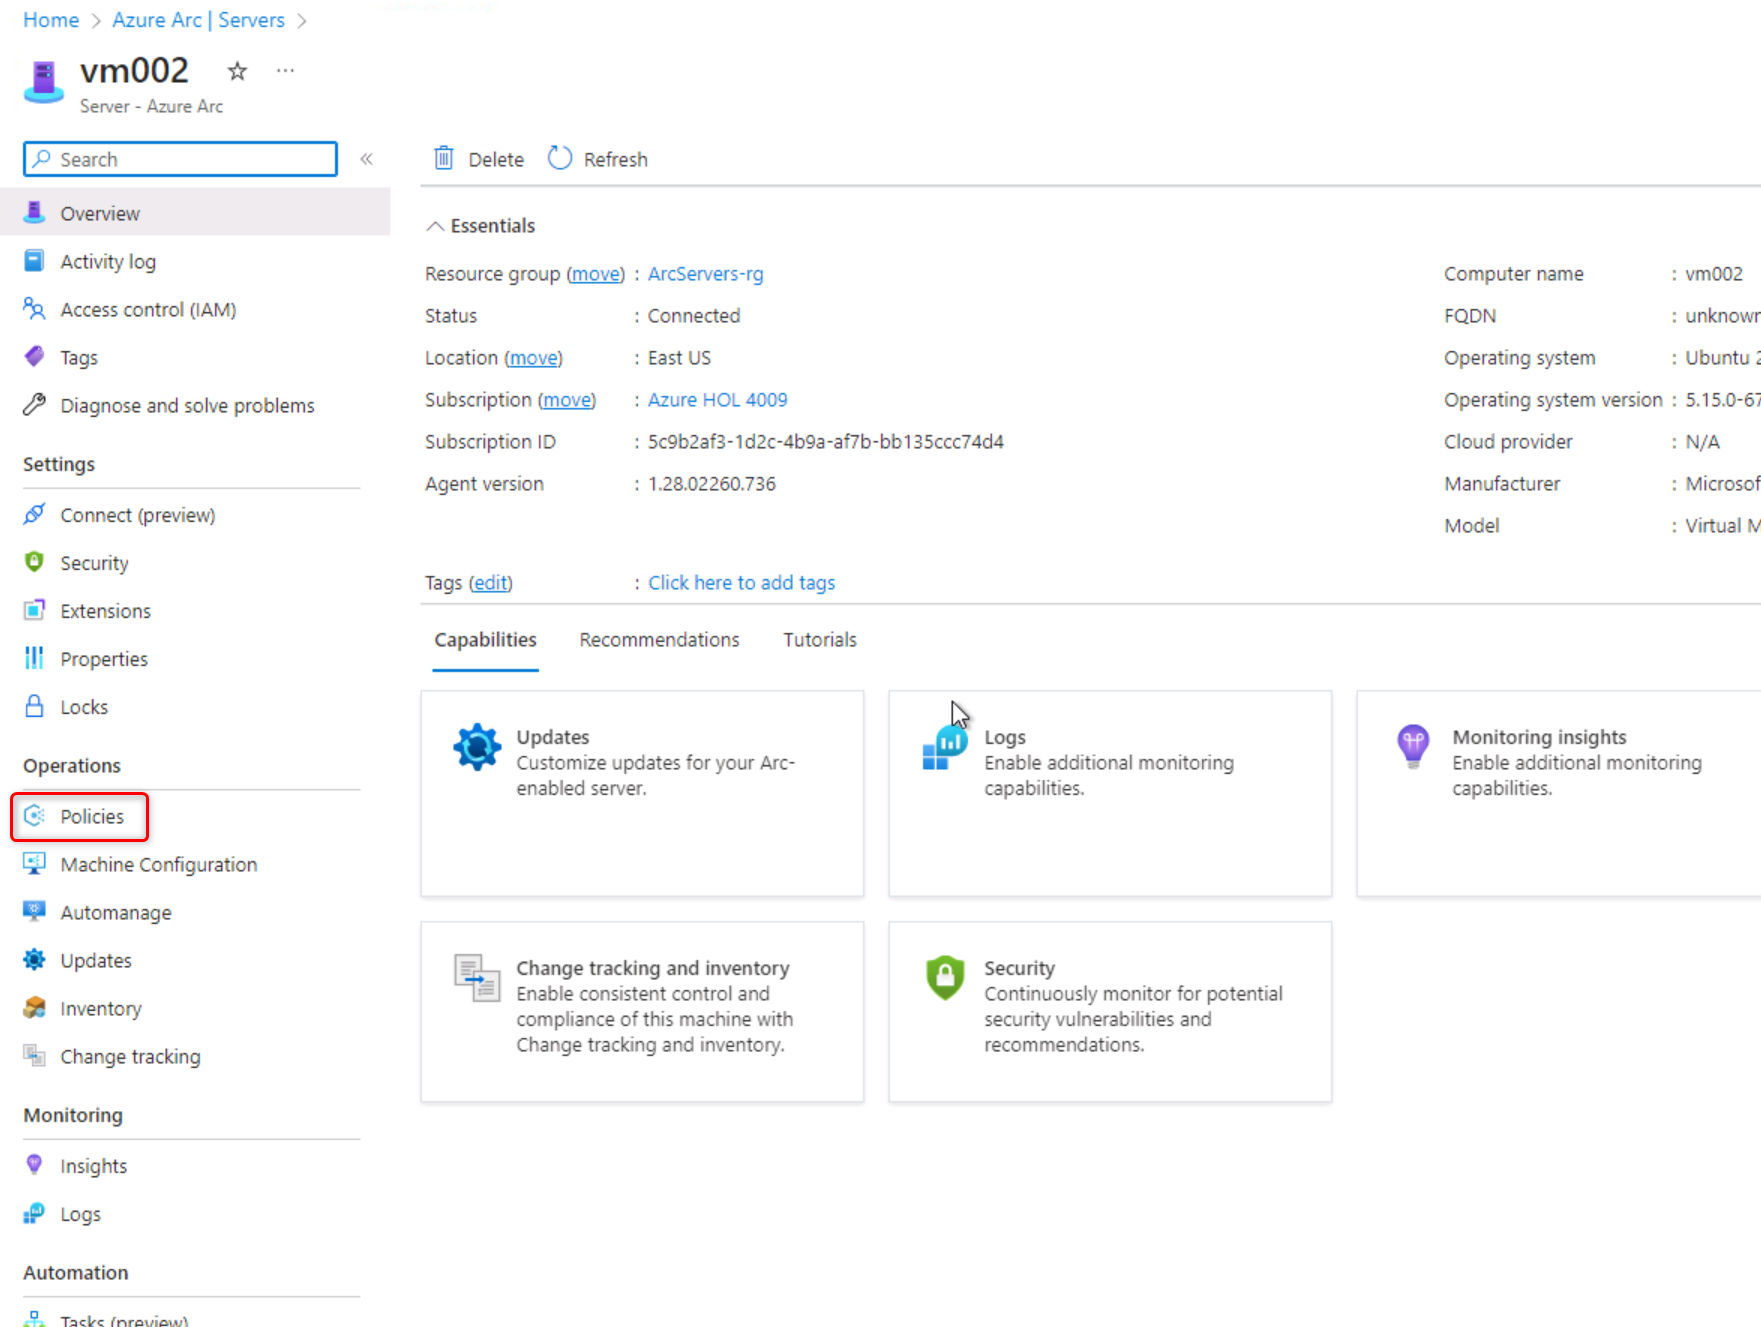 Home > Azure Arc | Servers >
vm002
Server - Azure Arc
Search
Delete Refresh
Overview
Activity log
Access control (IAM)
Tags
Diagnose and solve problems
Settings
Connect (preview)
Security
Extensions
Properties
Locks
Operations
Policies
Machine Configuration
Automanage
Updates
Inventory
Change tracking
Monitoring
Insights
Logs
Automation
Tasks (preview)
Essentials
Resource group (move) : ArcServers-rg
Status : Connected
Location (move) : East US
Subscription (move) : Azure HOL 4009
Subscription ID : 5c9b2af3-1d2c-4b9a-af7b-bb135ccc74d4
Agent version : 1.28.02260.736
Computer name : vm002
FQDN : unknown
Operating system : Ubuntu 2
Operating system version : 5.15.0-67
Cloud provider : N/A
Manufacturer : Microsof
Model : Virtual M
Tags (edit) : Click here to add tags
Capabilities Recommendations Tutorials
Updates
Customize updates for your Arc-
enabled server.
Logs
Enable additional monitoring
capabilities.
Monitoring insights
Enable additional monitoring
capabilities.
Change tracking and inventory
Enable consistent control and
compliance of this machine with
Change tracking and inventory.
Security
Continuously monitor for potential
security vulnerabilities and
recommendations.